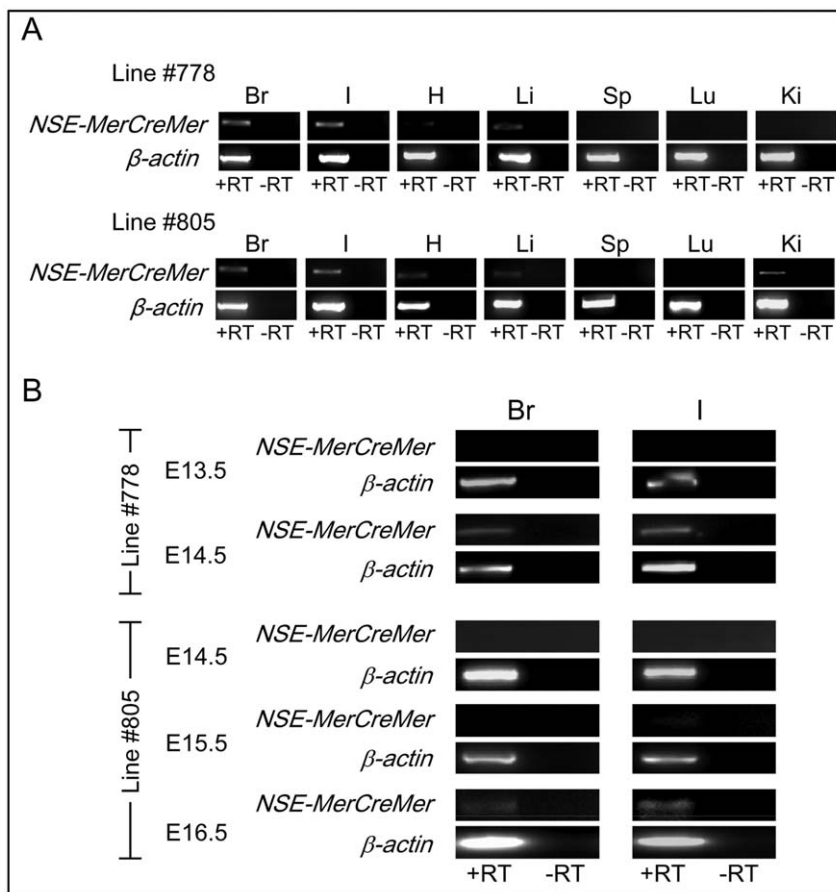 A
Line #778
Br I H Li Sp Lu Ki
NSE-MerCreMer
β-actin
+RT -RT +RT -RT +RT -RT +RT -RT +RT -RT +RT -RT +RT -RT
Line #805
Br I H Li Sp Lu Ki
NSE-MerCreMer
β-actin
+RT -RT +RT -RT +RT -RT +RT -RT +RT -RT +RT -RT +RT -RT
B
Br I
Line #778
E13.5 NSE-MerCreMer
β-actin
E14.5 NSE-MerCreMer
β-actin
Line #805
E14.5 NSE-MerCreMer
β-actin
E15.5 NSE-MerCreMer
β-actin
E16.5 NSE-MerCreMer
β-actin
+RT -RT +RT -RT